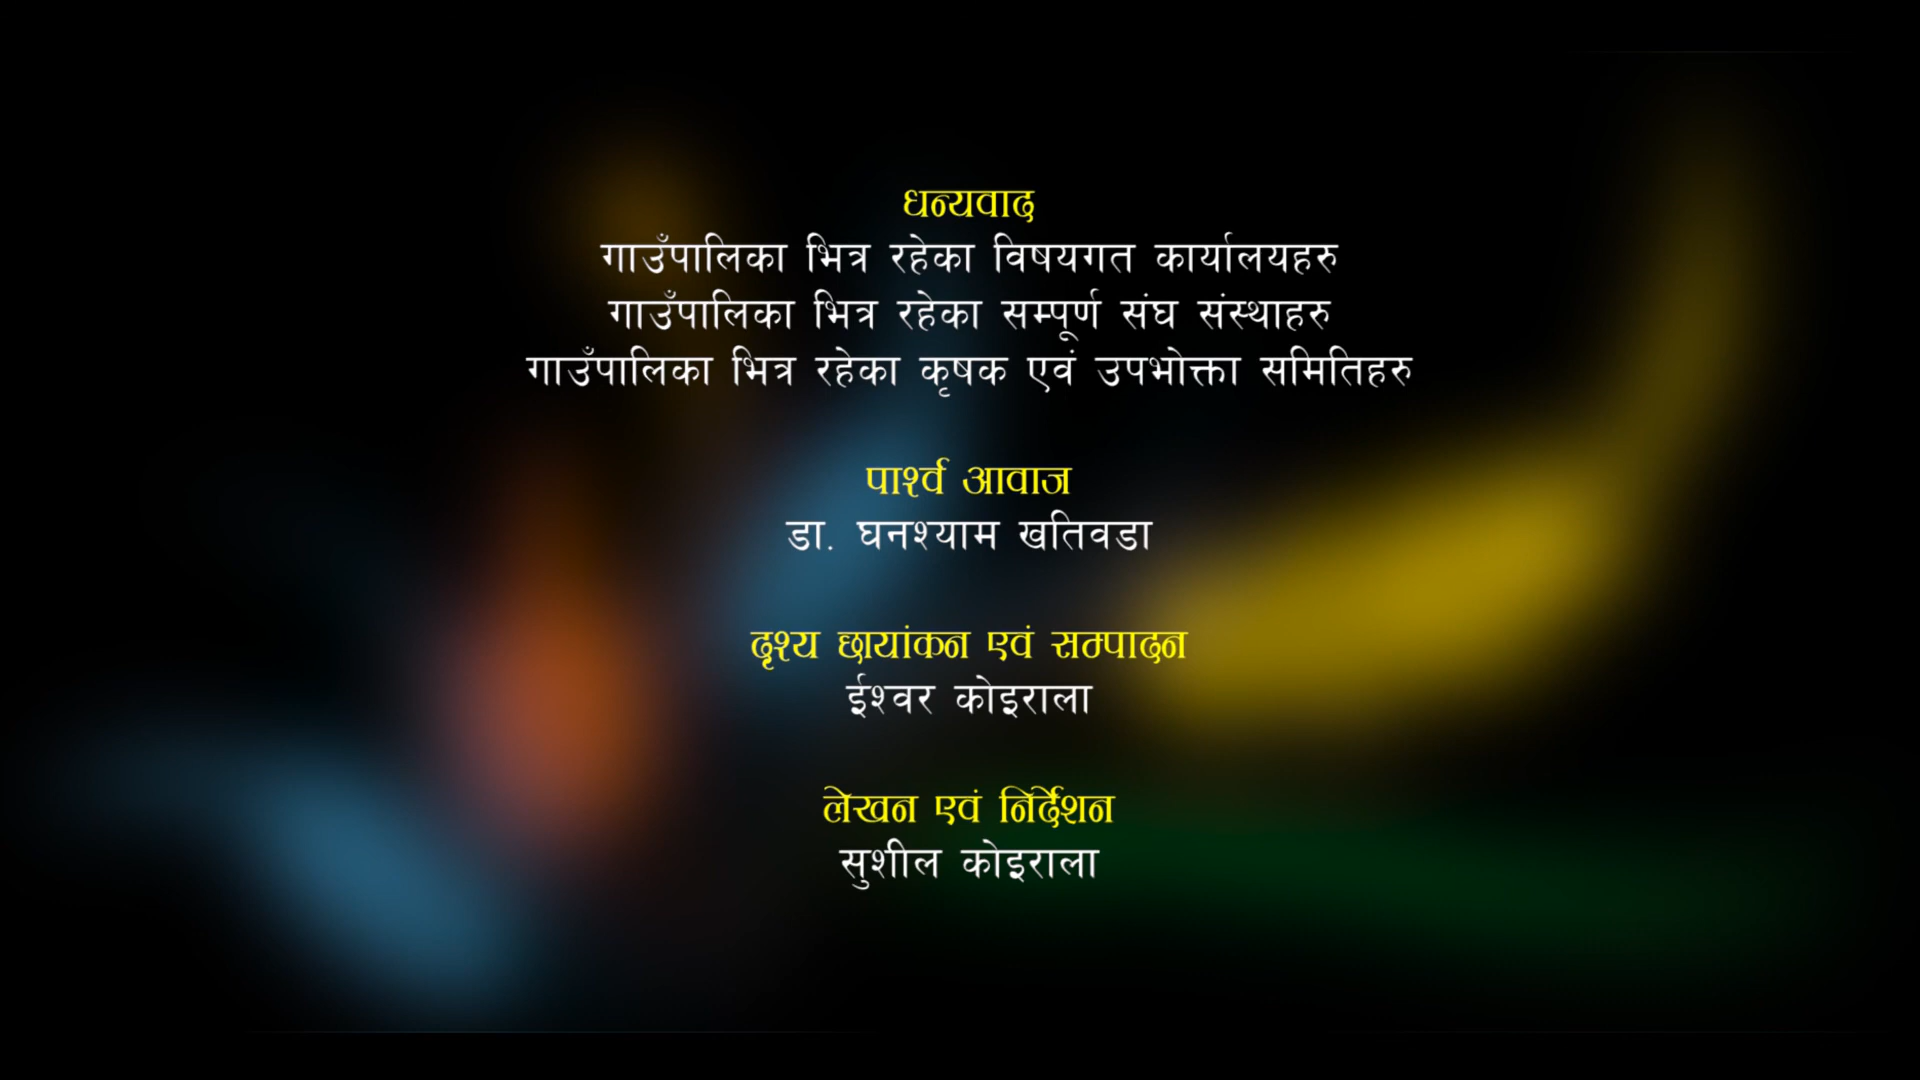 धन्यवाद
गाउँपालिका भित्र रहेका विषयगत कार्यालयहरु
गाउँपालिका भित्र रहेका सम्पूर्ण संघ संस्थाहरु
गाउँपालिका भित्र रहेका कृषक एवं उपभोक्ता समितिहरु
पार्श्व आवाज
डा. घनश्याम खतिवडा
दृश्य छायांकन एवं सम्पादन
ईश्वर कोइराला
लेखन एवं निर्देशन
सुशील कोइराला